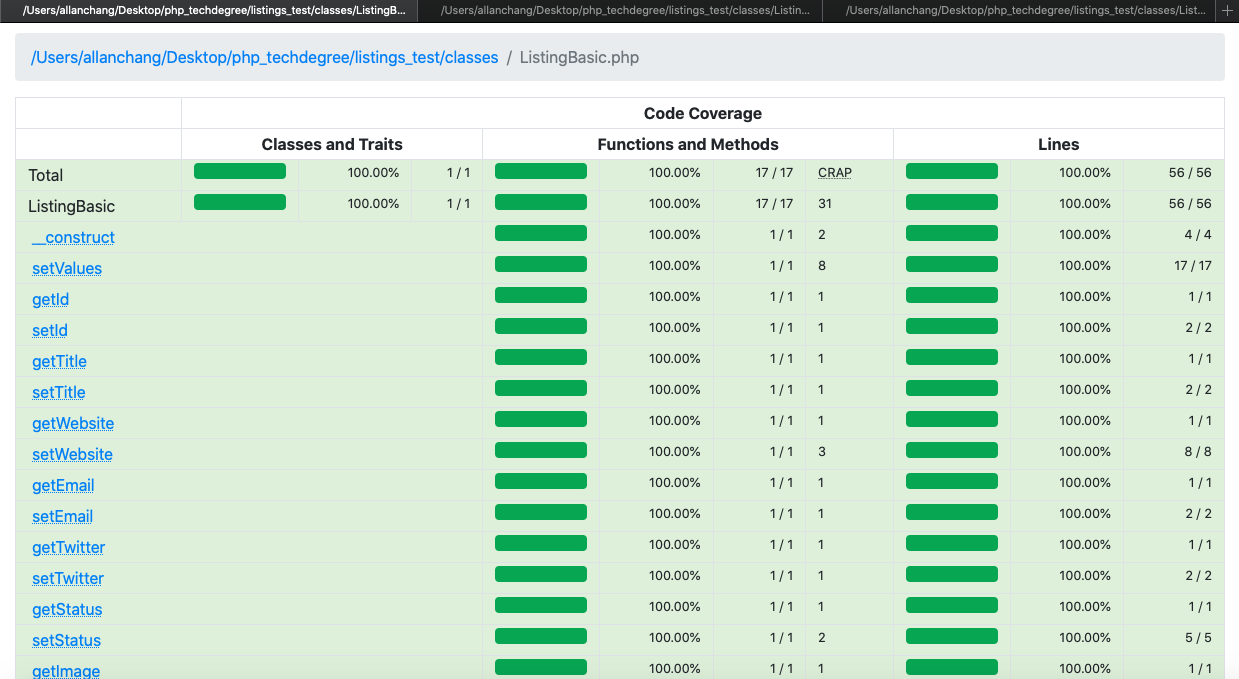 /Users/allanchang/Desktop/php_techdegree/listings_test/classes/ListingB... /Users/allanchang/Desktop/php_techdegree/listings_test/classes/Listin... /Users/allanchang/Desktop/php_techdegree/listings_test/classes/List... +
/Users/allanchang/Desktop/php_techdegree/listings_test/classes / ListingBasic.php
Code Coverage
Classes and Traits Functions and Methods Lines
Total 100.00% 1 / 1 100.00% 17 / 17 CRAP 100.00% 56 / 56
ListingBasic 100.00% 1 / 1 100.00% 17 / 17 31 100.00% 56 / 56
__construct 100.00% 1 / 1 2 100.00% 4 / 4
setValues 100.00% 1 / 1 8 100.00% 17 / 17
getId 100.00% 1 / 1 1 100.00% 1 / 1
setId 100.00% 1 / 1 1 100.00% 2 / 2
getTitle 100.00% 1 / 1 1 100.00% 1 / 1
setTitle 100.00% 1 / 1 1 100.00% 2 / 2
getWebsite 100.00% 1 / 1 1 100.00% 1 / 1
setWebsite 100.00% 1 / 1 3 100.00% 8 / 8
getEmail 100.00% 1 / 1 1 100.00% 1 / 1
setEmail 100.00% 1 / 1 1 100.00% 2 / 2
getTwitter 100.00% 1 / 1 1 100.00% 1 / 1
setTwitter 100.00% 1 / 1 1 100.00% 2 / 2
getStatus 100.00% 1 / 1 1 100.00% 1 / 1
setStatus 100.00% 1 / 1 2 100.00% 5 / 5
getImage 100.00% 1 / 1 1 100.00% 1 / 1